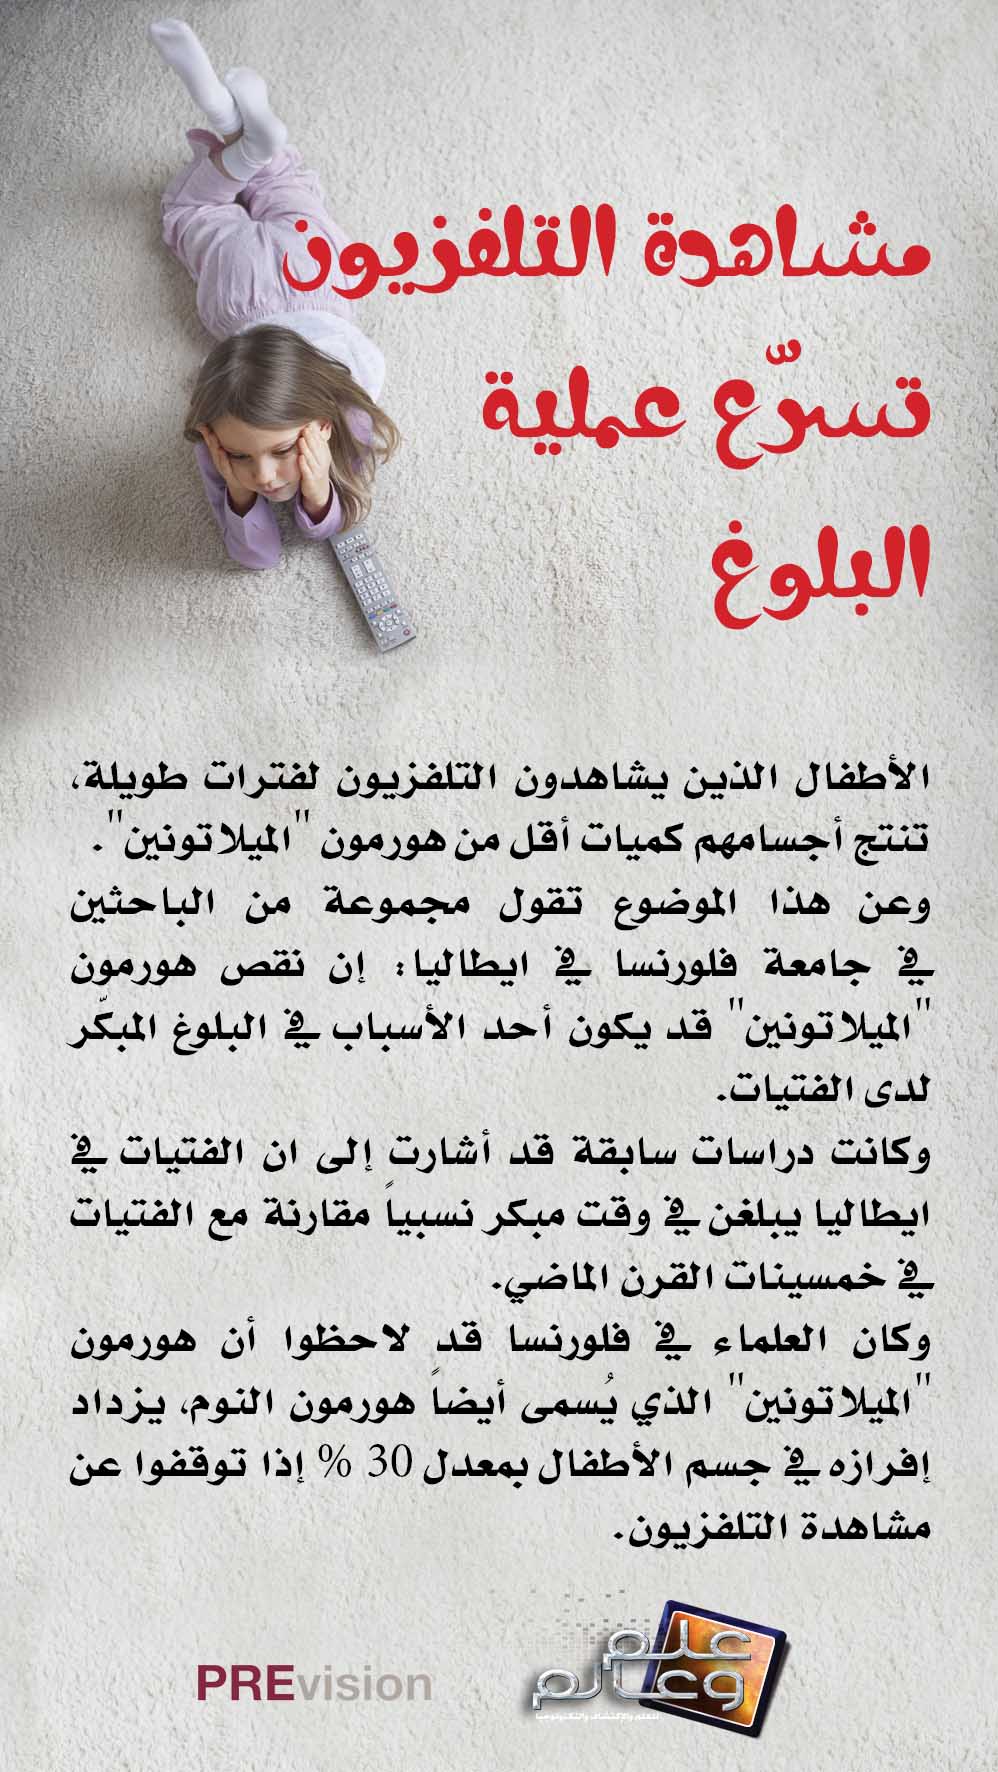 مشاهدة التلفزيون
تسرّع عملية
البلوغ
الأطفال الذين يشاهدون التلفزيون لفترات طويلة،
تنتج أجسامهم كميات أقل من هورمون "الميلاتونين".
وعن هذا الموضوع تقول مجموعة من الباحثين
في جامعة فلورنسا في ايطاليا: إن نقص هورمون
"الميلاتونين" قد يكون أحد الأسباب في البلوغ المبكّر
لدى الفتيات.
وكانت دراسات سابقة قد أشارت إلى ان الفتيات في
ايطاليا يبلغن في وقت مبكر نسبياً مقارنة مع الفتيات
في خمسينات القرن الماضي.
وكان العلماء في فلورنسا قد لاحظوا أن هورمون
"الميلاتونين" الذي يُسمى أيضاً هورمون النوم، يزداد
إفرازه في جسم الأطفال بمعدل 30 % إذا توقفوا عن
مشاهدة التلفزيون.
علم
وعالم
للعلم والإكتشاف والتكنولوجيا
PREvision